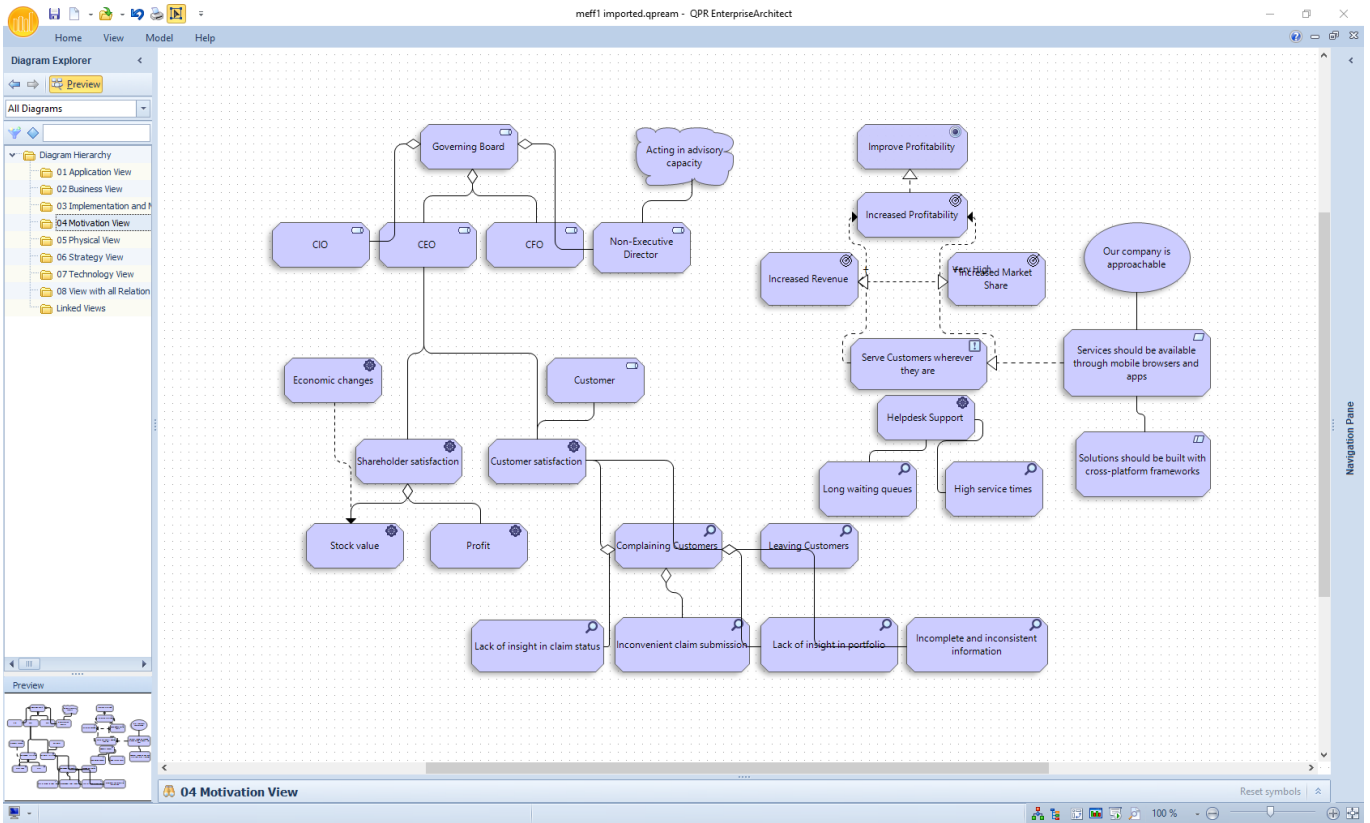 meff1 imported.qpream - QPR EnterpriseArchitect
Home View Model Help
Diagram Explorer
Preview
All Diagrams
Diagram Hierarchy
01 Application View
02 Business View
03 Implementation and M
04 Motivation View
05 Physical View
06 Strategy View
07 Technology View
08 View with all Relation
Linked Views
Preview
Governing Board
Acting in advisory
capacity
Improve Profitability
Increased Profitability
CIO
CEO
CFO
Non-Executive
Director
Increased Revenue
Very High
Increased Market
Share
Our company is
approachable
Economic changes
Customer
Serve Customers wherever
they are
Services should be available
through mobile browsers and
apps
Helpdesk Support
Shareholder satisfaction
Customer satisfaction
Long waiting queues
High service times
Solutions should be built with
cross-platform frameworks
Stock value
Profit
Complaining Customers
Leaving Customers
Lack of insight in claim status
Inconvenient claim submission
Lack of insight in portfolio
Incomplete and inconsistent
information
Navigation Pane
04 Motivation View
Reset symbols
100 %